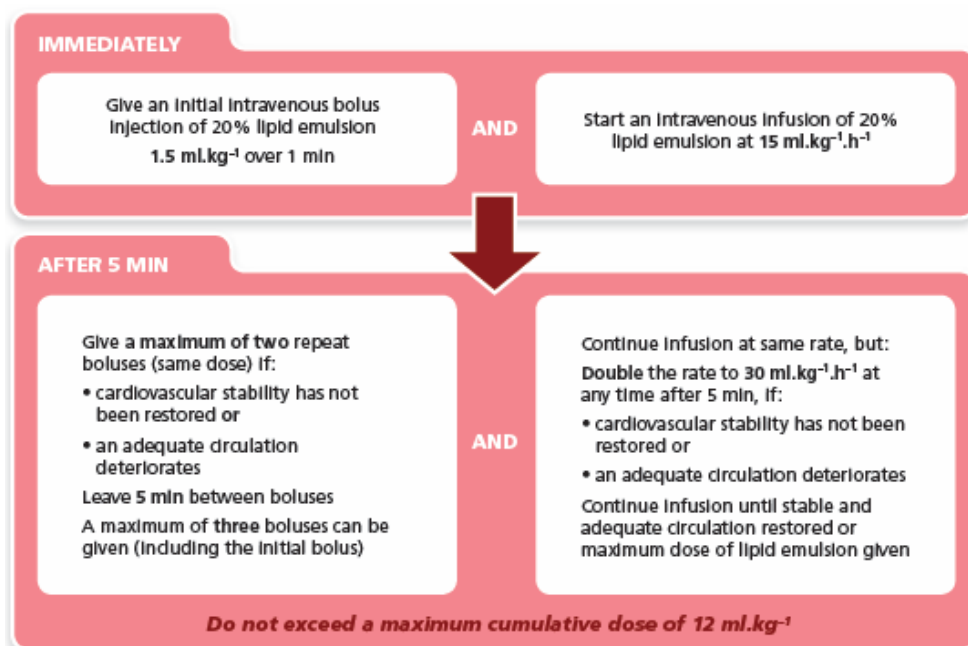 IMMEDIATELY
Give an initial intravenous bolus
injection of 20% lipid emulsion
1.5 ml.kg⁻¹ over 1 min
AND
Start an intravenous infusion of 20%
lipid emulsion at 15 ml.kg⁻¹.h⁻¹
AFTER 5 MIN
Give a maximum of two repeat
boluses (same dose) if:
• cardiovascular stability has not
been restored or
• an adequate circulation
deteriorates
Leave 5 min between boluses
A maximum of three boluses can be
given (including the initial bolus)
AND
Continue infusion at same rate, but:
Double the rate to 30 ml.kg⁻¹.h⁻¹ at
any time after 5 min, if:
• cardiovascular stability has not been
restored or
• an adequate circulation deteriorates
Continue infusion until stable and
adequate circulation restored or
maximum dose of lipid emulsion given
Do not exceed a maximum cumulative dose of 12 ml.kg⁻¹